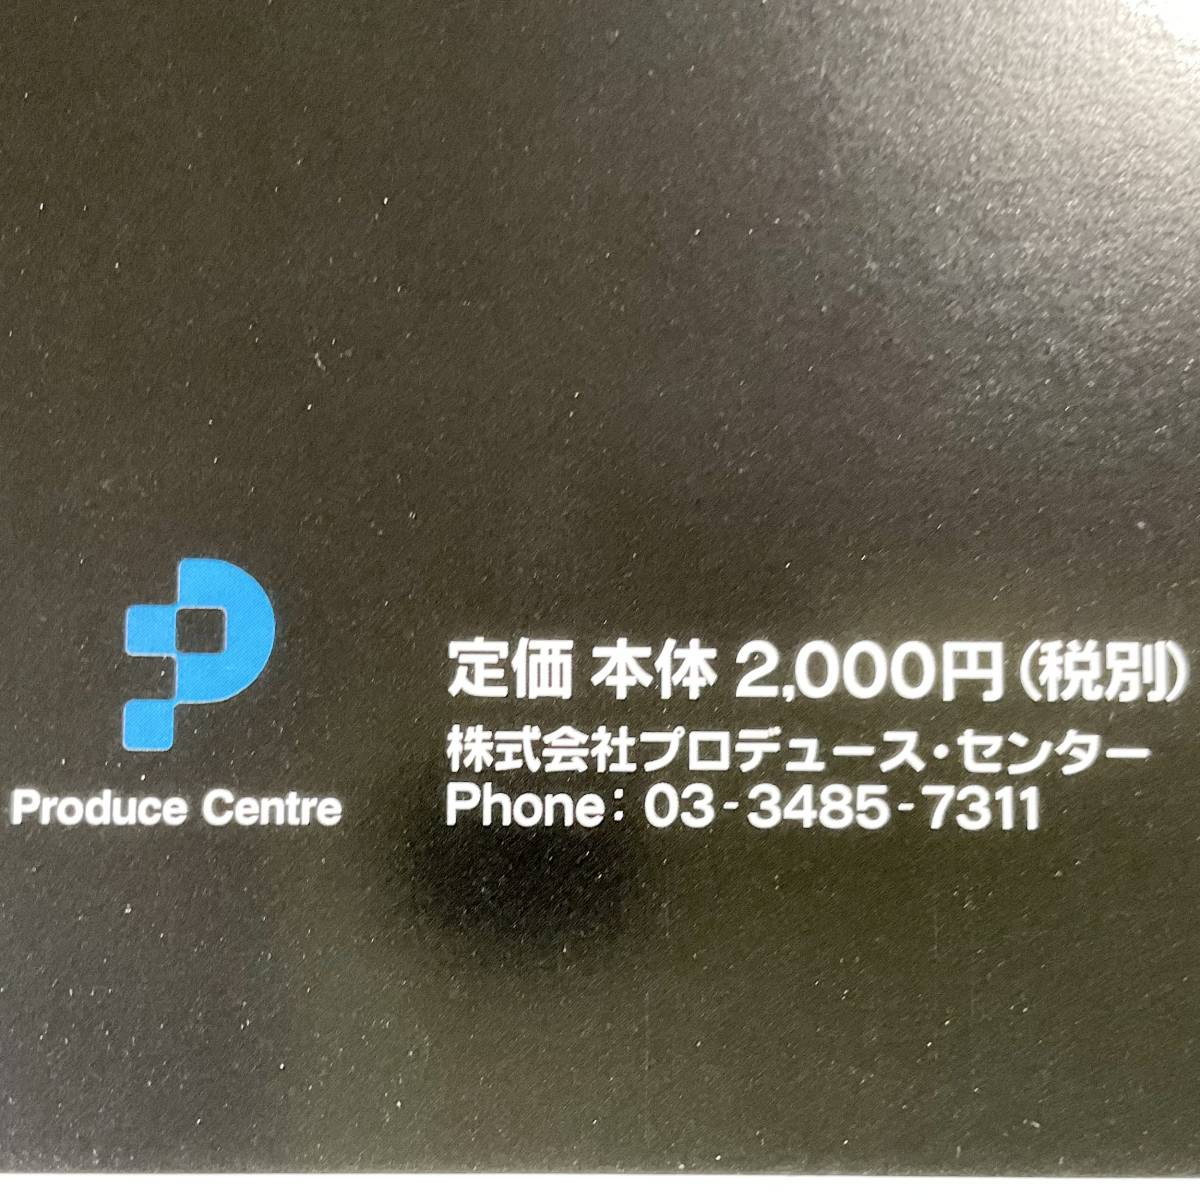 定価 本体 2,000円(税別)
株式会社プロデュース・センター
Phone: 03-3485-7311
Produce Centre